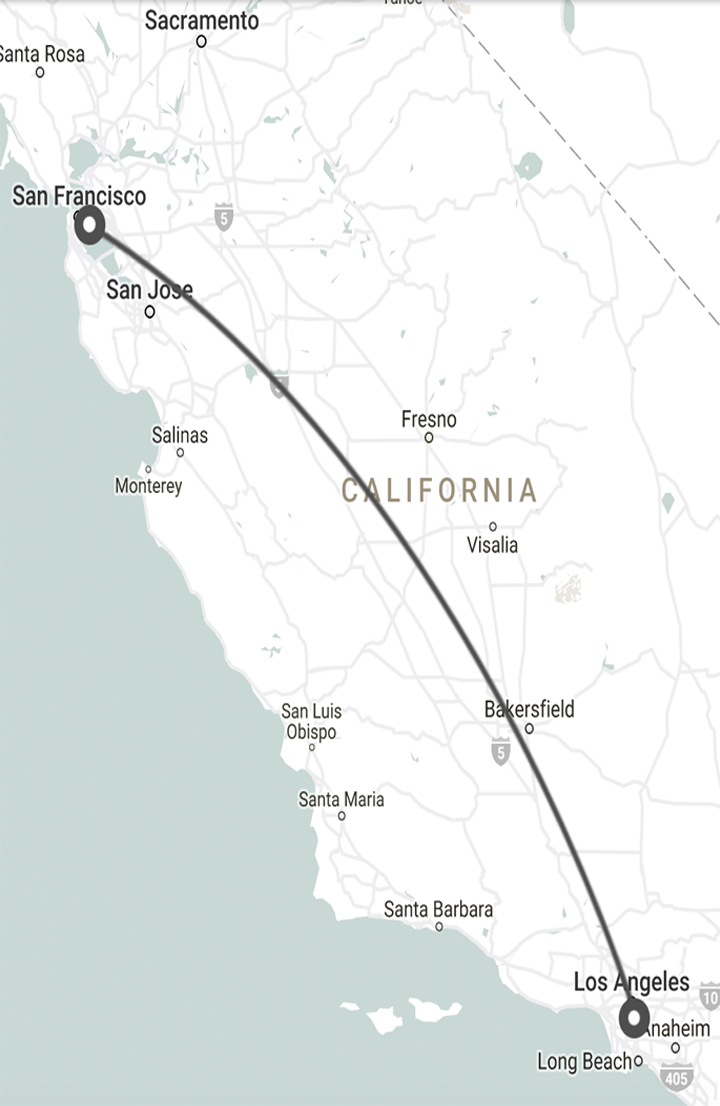 Sacramento
Santa Rosa
San Francisco
5
San Jose
Fresno
Salinas
CALIFORNIA
Monterey
Visalia
San Luis
Obispo
Bakersfield
5
Santa Maria
Santa Barbara
Los Angeles
10
Anaheim
Long Beach
405